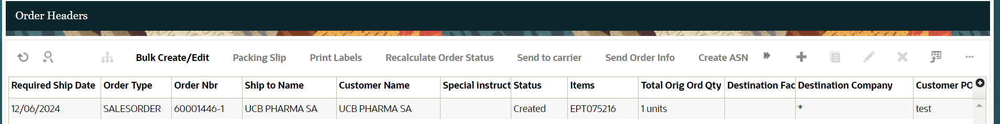 Order Headers
Bulk Create/Edit Packing Slip Print Labels Recalculate Order Status Send to carrier Send Order Info Create ASN
Required Ship Date Order Type Order Nbr Ship to Name Customer Name Special instruct Status Items Total Orig Ord Qty Destination Fac Destination Company Customer PO
12/06/2024 SALESORDER 60001446-1 UCB PHARMA SA UCB PHARMA SA Created EPT075216 1 units * test